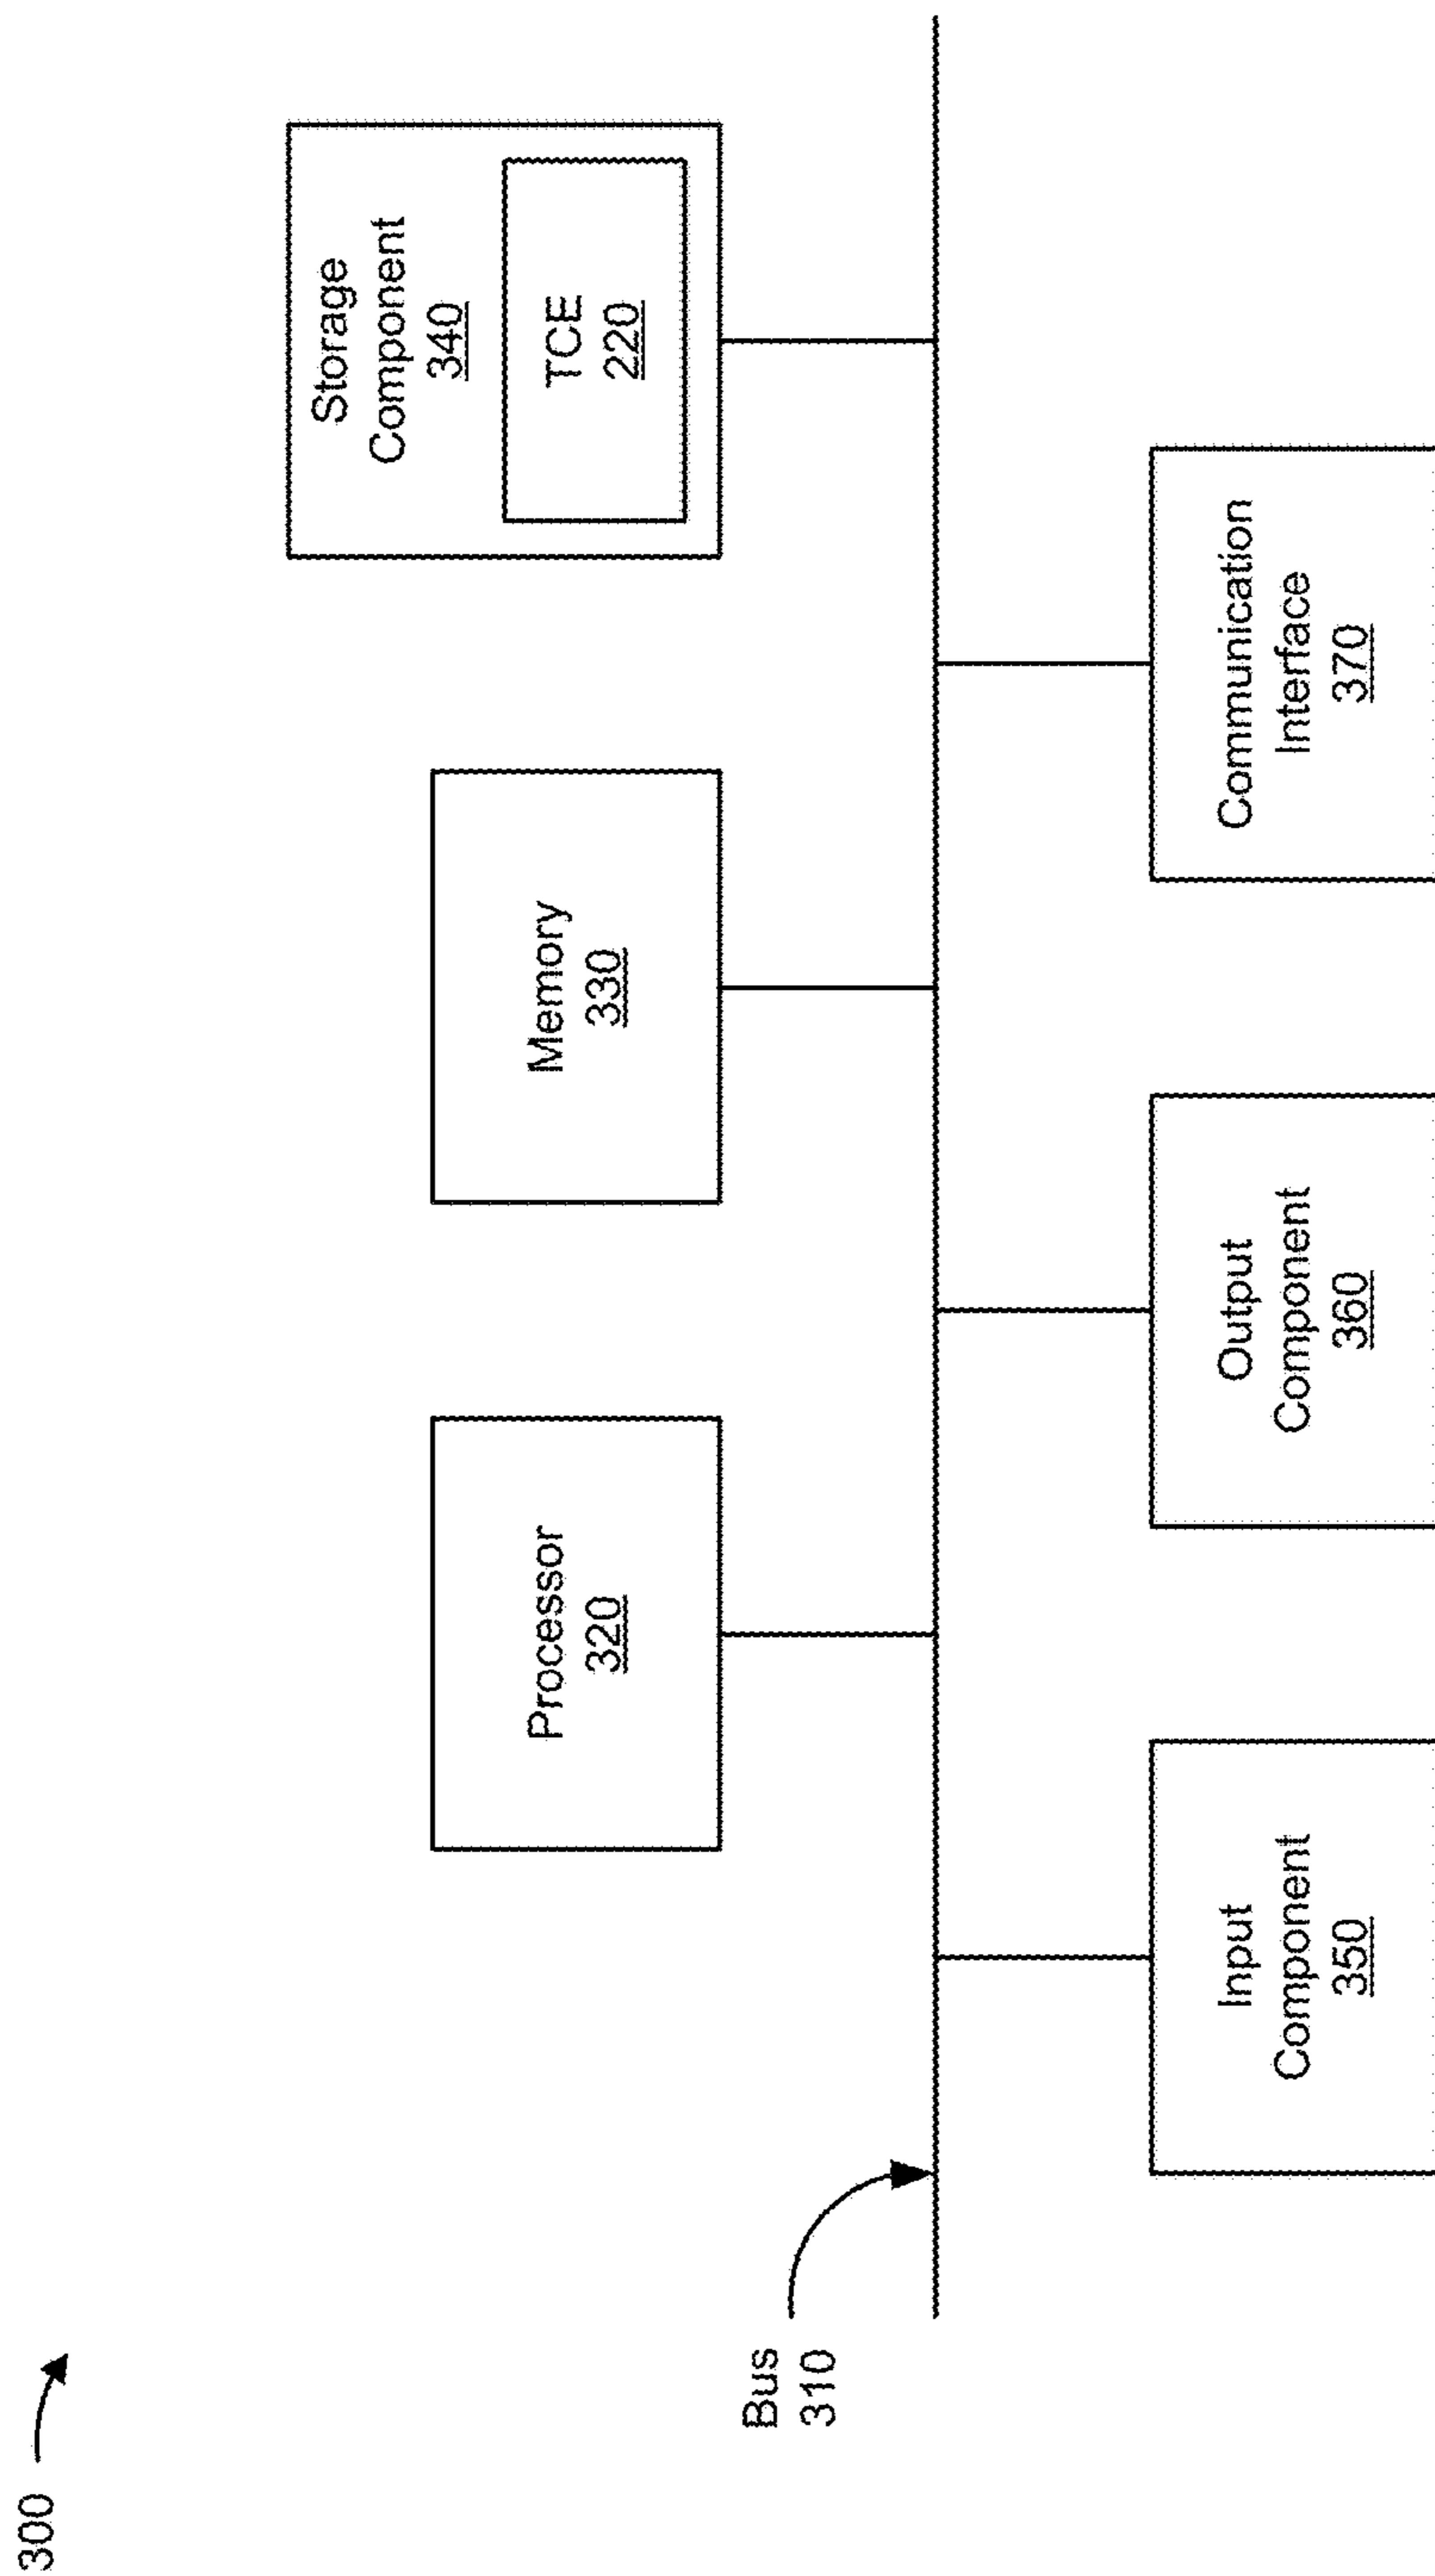 300
Storage
Component
340
TCE
220
Memory
330
Processor
320
Bus
310
Input
Component
350
Output
Component
360
Communication
Interface
370